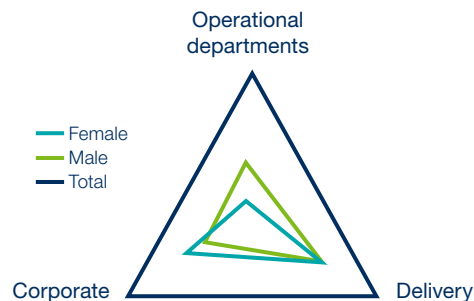 Operational
departments
Female
Male
Total
Corporate
Delivery